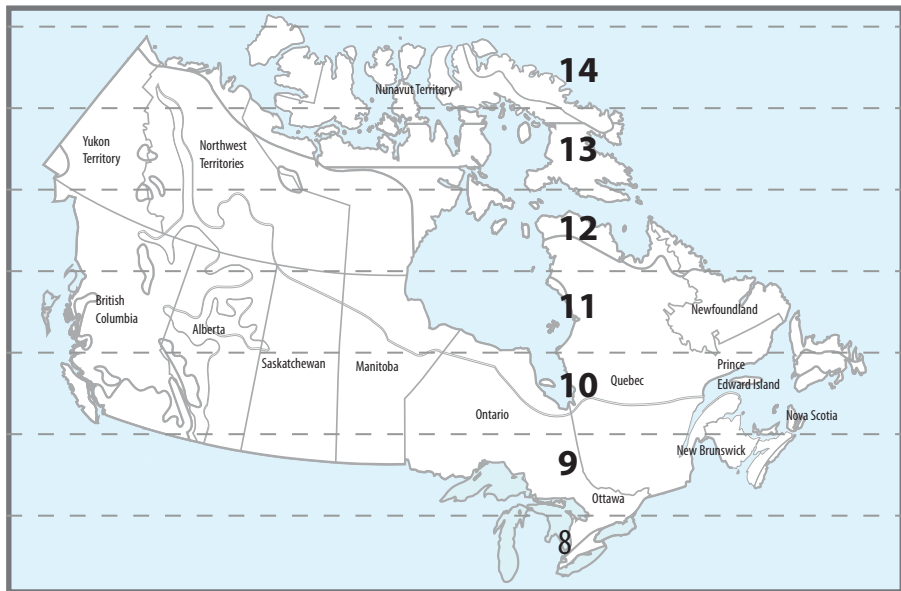 14
Nunavut Territory
13
Yukon
Territory
Northwest
Territories
12
11
British
Columbia
Newfoundland
Alberta
Saskatchewan
Manitoba
Prince
Edward Island
10
Quebec
Ontario
Nova Scotia
9
New Brunswick
Ottawa
8